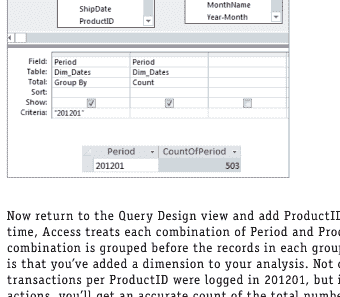 ShipDate
ProductID
MonthName
Year-Month
Field: Period Period
Table: Dim_Dates Dim_Dates
Total: Group By Count
Sort:
Show:
Criteria: "201201"
Period CountOfPeriod
201201 503
Now return to the Query Design view and add ProductID
time, Access treats each combination of Period and Prod
combination is grouped before the records in each group
is that you've added a dimension to your analysis. Not o
transactions per ProductID were logged in 201201, but i
actions, you'll get an accurate count of the total numb